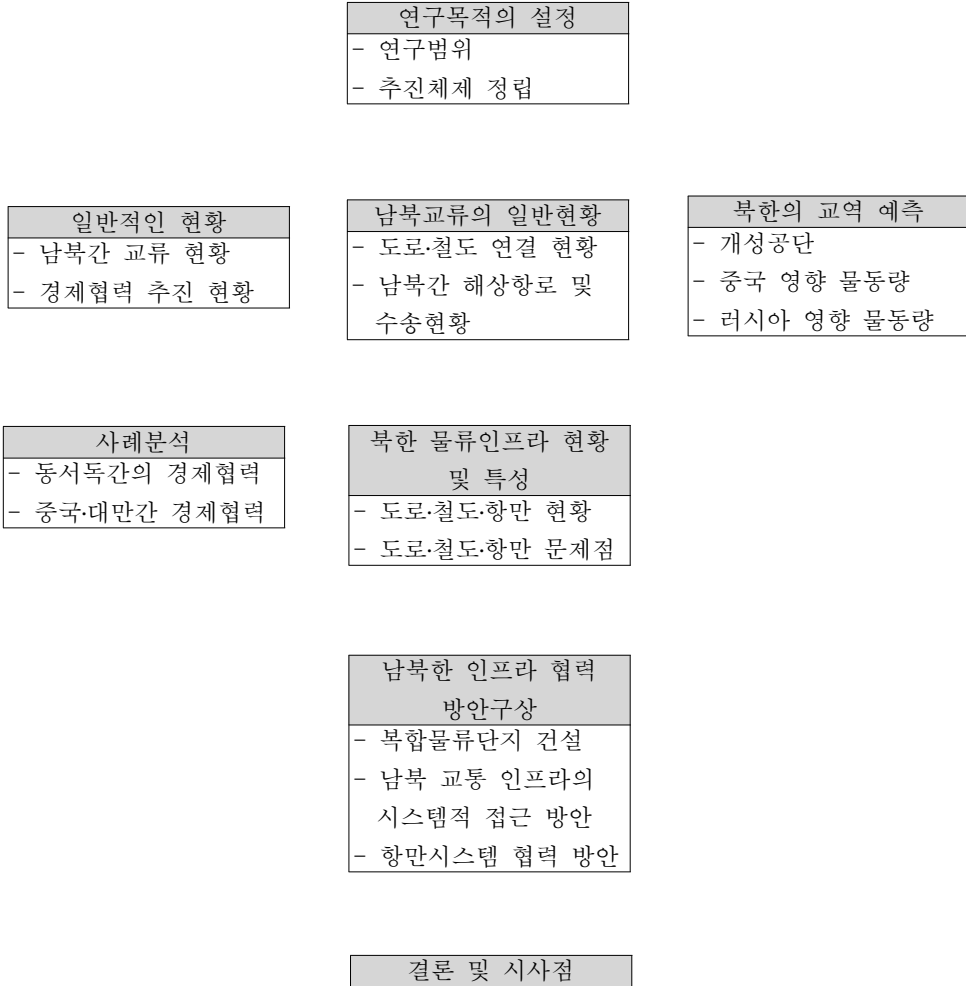 연구목적의 설정
- 연구범위
- 추진체제 정립
일반적인 현황
- 남북간 교류 현황
- 경제협력 추진 현황
남북교류의 일반현황
- 도로·철도 연결 현황
- 남북간 해상항로 및
수송현황
북한의 교역 예측
- 개성공단
- 중국 영향 물동량
- 러시아 영향 물동량
사례분석
- 동서독간의 경제협력
- 중국·대만간 경제협력
북한 물류인프라 현황
및 특성
- 도로·철도·항만 현황
- 도로·철도·항만 문제점
남북한 인프라 협력
방안구상
- 복합물류단지 건설
- 남북 교통 인프라의
시스템적 접근 방안
- 항만시스템 협력 방안
결론 및 시사점